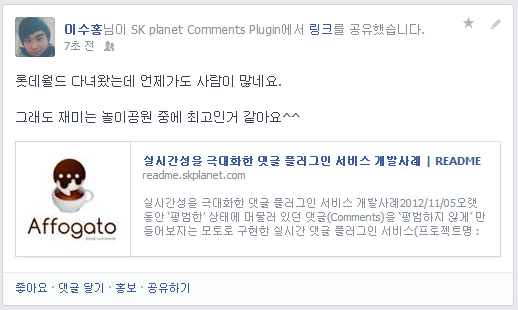 이수홍님이 SK planet Comments Plugin에서 링크를 공유했습니다.
7초 전
롯데월드 다녀왔는데 언제가도 사람이 많네요.
그래도 재미는 놀이공원 중에 최고인거 같아요^^
Affogato
실시간성을 극대화한 댓글 플러그인 서비스 개발사례 | README
readme.skplanet.com
실시간성을 극대화한 댓글 플러그인 서비스 개발사례2012/11/05오랫
동안 ‘평범한’ 상태에 머물러 있던 댓글(Comments)을 ‘평범하지 않게’ 만
들어보자는 모토로 구현한 실시간 댓글 플러그인 서비스(프로젝트명 :
좋아요 · 댓글 달기 · 홍보 · 공유하기